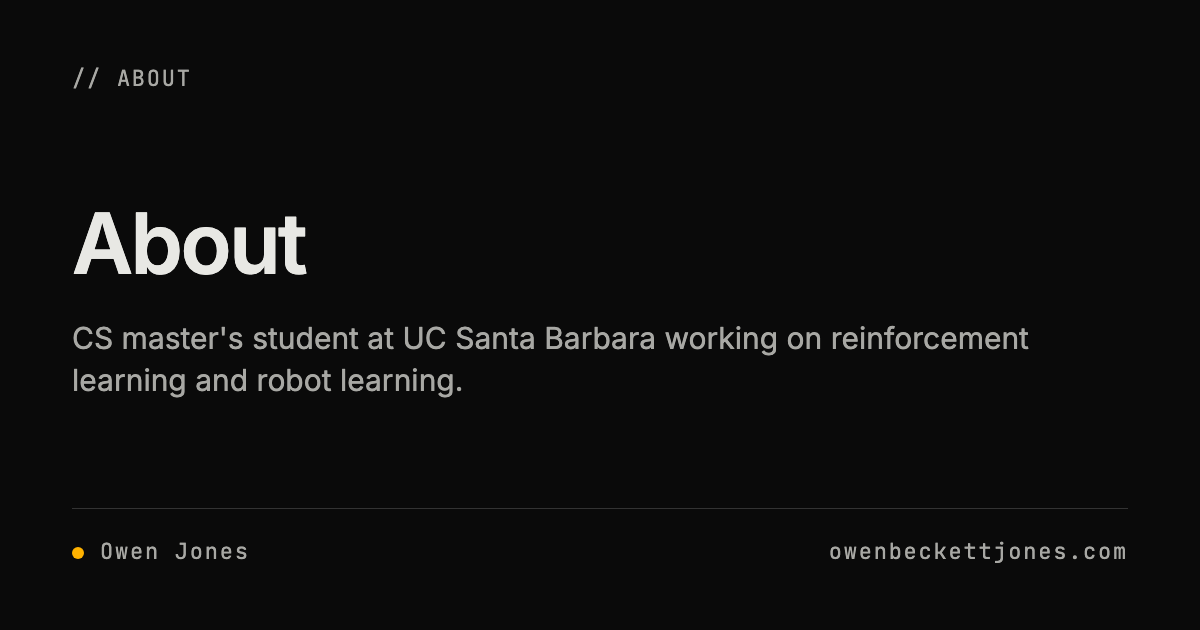 // ABOUT
About
CS master's student at UC Santa Barbara working on reinforcement
learning and robot learning.
Owen Jones
owenbeckettjones.com